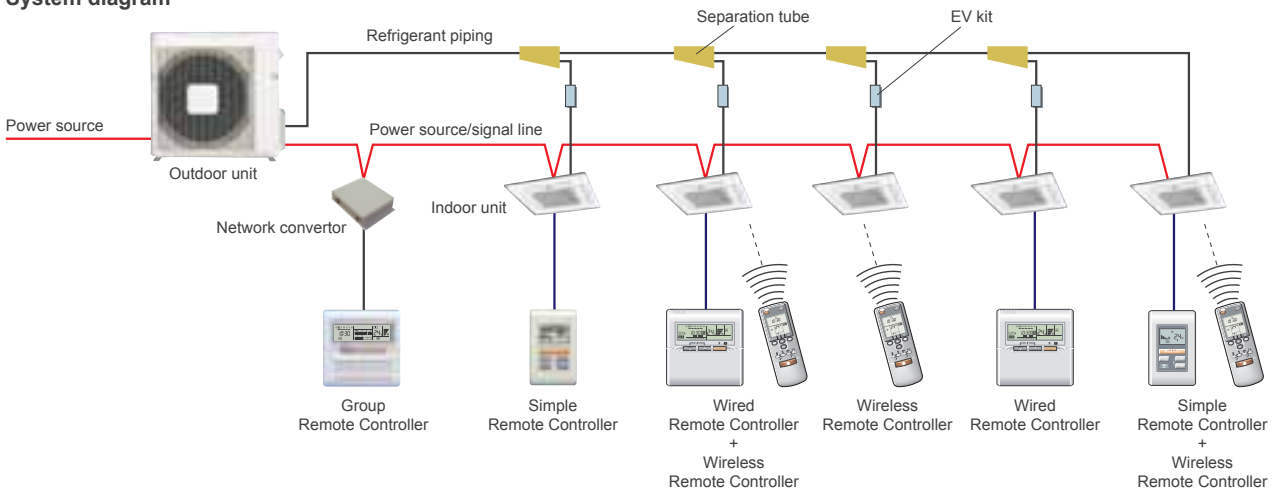 System diagram
Separation tube
EV kit
Refrigerant piping
Power source
Power source/signal line
Outdoor unit
Indoor unit
Network convertor
Group
Remote Controller
Simple
Remote Controller
Wired
Remote Controller
+
Wireless
Remote Controller
Wireless
Remote Controller
Wired
Remote Controller
Simple
Remote Controller
+
Wireless
Remote Controller